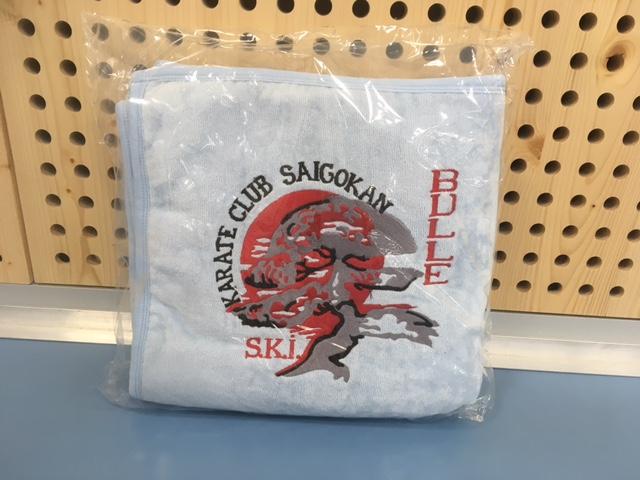 KARATE CLUB SAIGOKAN
BULLE
S.K.İ.